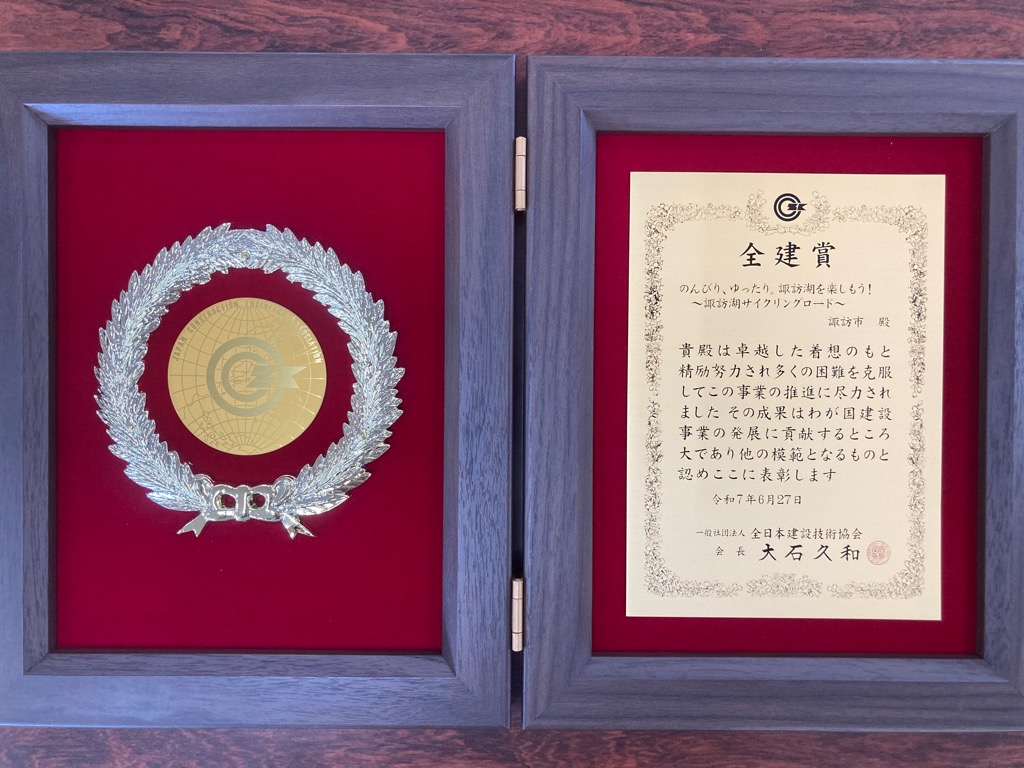 JAPAN CONSTRUCTION ENGINEERS' ASSOCIATION
全建賞
のんびり、ゆったり。諏訪湖を楽しもう!
～諏訪湖サイクリングロード～
諏訪市 殿
貴殿は卓越した着想のもと
精励努力され多くの困難を克服
してこの事業の推進に尽力され
ました その成果はわが国建設
事業の発展に貢献するところ
大であり他の模範となるものと
認めここに表彰します
令和7年6月27日
一般社団法人 全日本建設技術協会
会長 大石久和